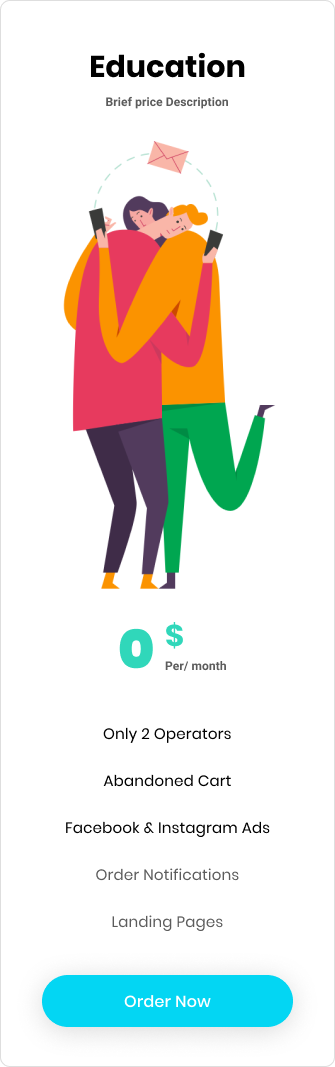 Education
Brief price Description
0 $
Per/ month
Only 2 Operators
Abandoned Cart
Facebook & Instagram Ads
Order Notifications
Landing Pages
Order Now